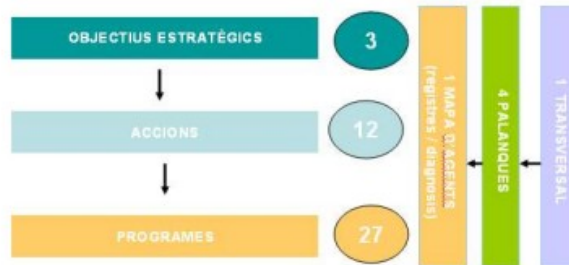 OBJECTIUS ESTRATÈGICS
3
ACCIONS
12
PROGRAMES
27
1 MAPA D'AGENTS
(registres / diagnosis)
4 PALANQUES
1 TRANSVERSAL